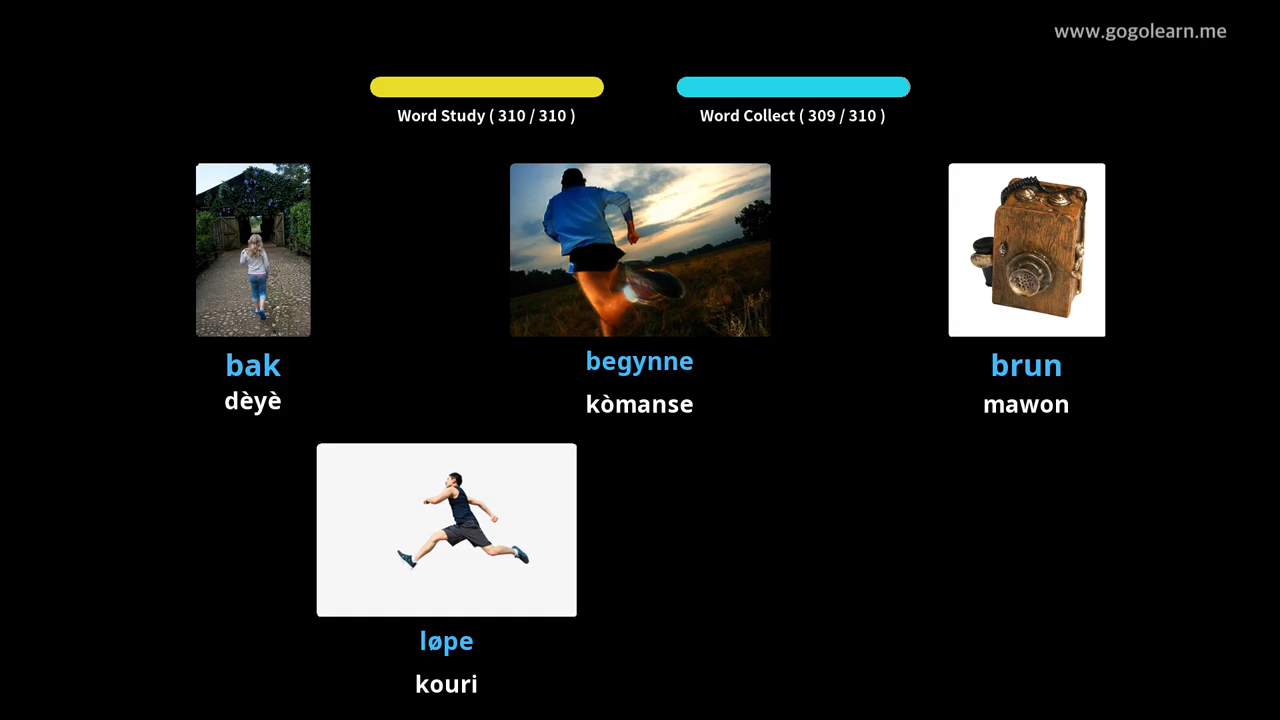 www.gogolearn.me
Word Study ( 310 / 310 )
Word Collect ( 309 / 310 )
bak
dèyè
begynne
kòmanse
brun
mawon
løpe
kouri